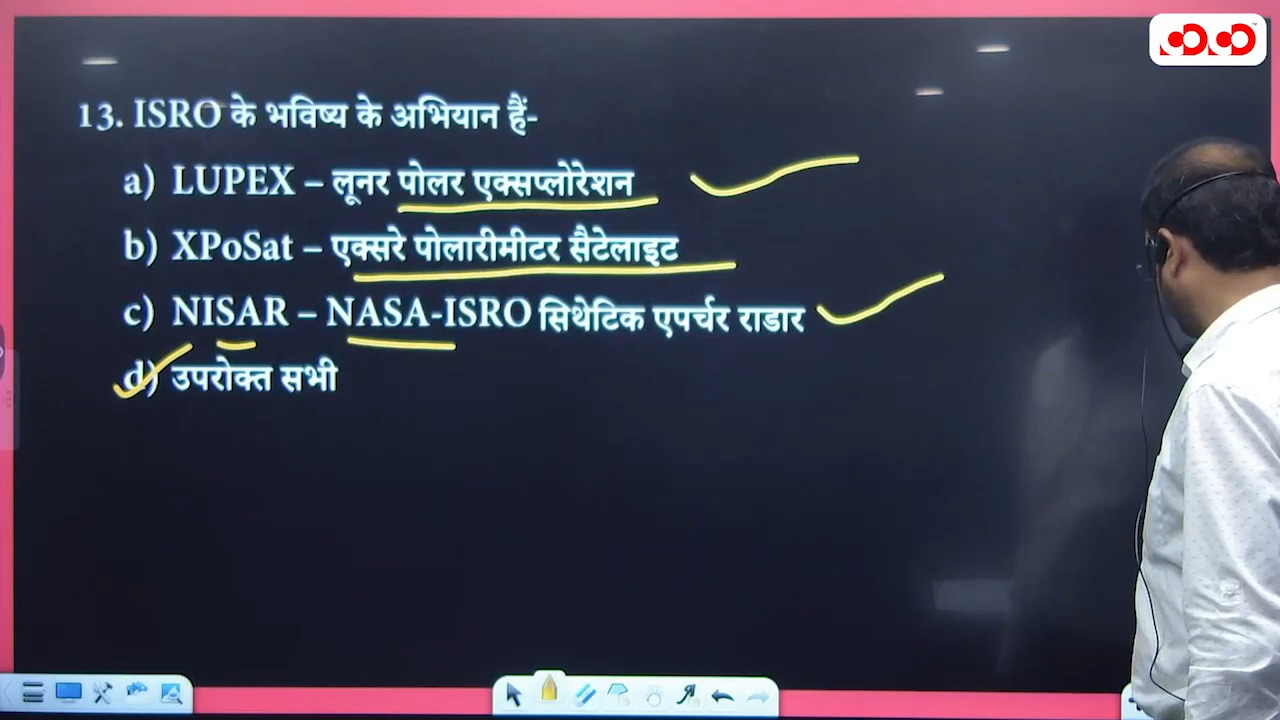 13. ISRO के भविष्य के अभियान हैं-
a) LUPEX – लूनर पोलर एक्सप्लोरेशन
b) XPoSat – एक्सरे पोलारीमीटर सैटेलाइट
c) NISAR – NASA-ISRO सिथेटिक एपर्चर राडार
d) उपरोक्त सभी